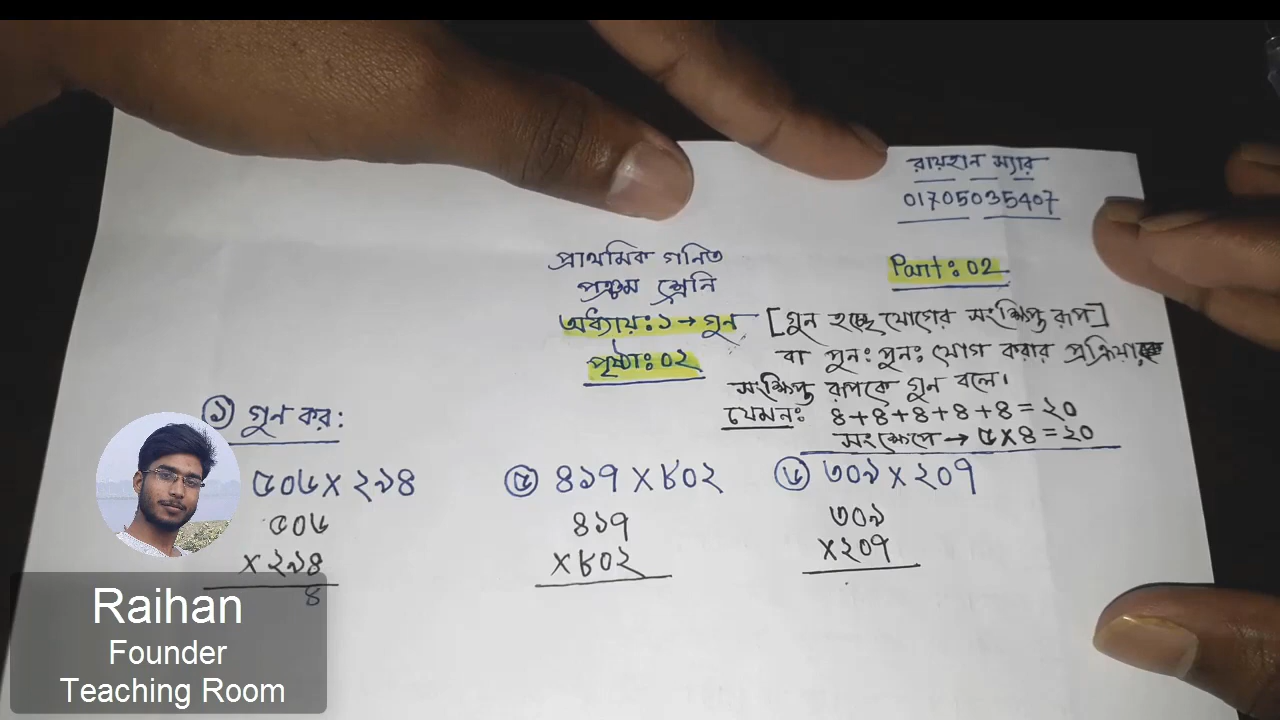 রায়হান স্যার
01705035407
প্রাথমিক গনিত
পঞ্চম শ্রেনি
Part: 02
অধ্যায়ঃ১→গুন
[গুন হচ্ছে যোগের সংক্ষিপ্ত রূপ]
পৃষ্ঠাঃ ০২
বা পুনঃ পুনঃ যোগ করার প্রক্রিয়ার
সংক্ষিপ্ত রূপকে গুন বলে।
যেমনঃ ৪+৪+৪+৪+৪=২০
সংক্ষেপে → ৫×৪=২০
১ গুন কর:
৫০৬×২৯৪
৫০৬
×২৯৪
৪
৫ ৪১৭×৮০২
৪১৭
×৮০২
৬ ৩০৯×২০৭
৩০৯
×২০৭
Raihan
Founder
Teaching Room